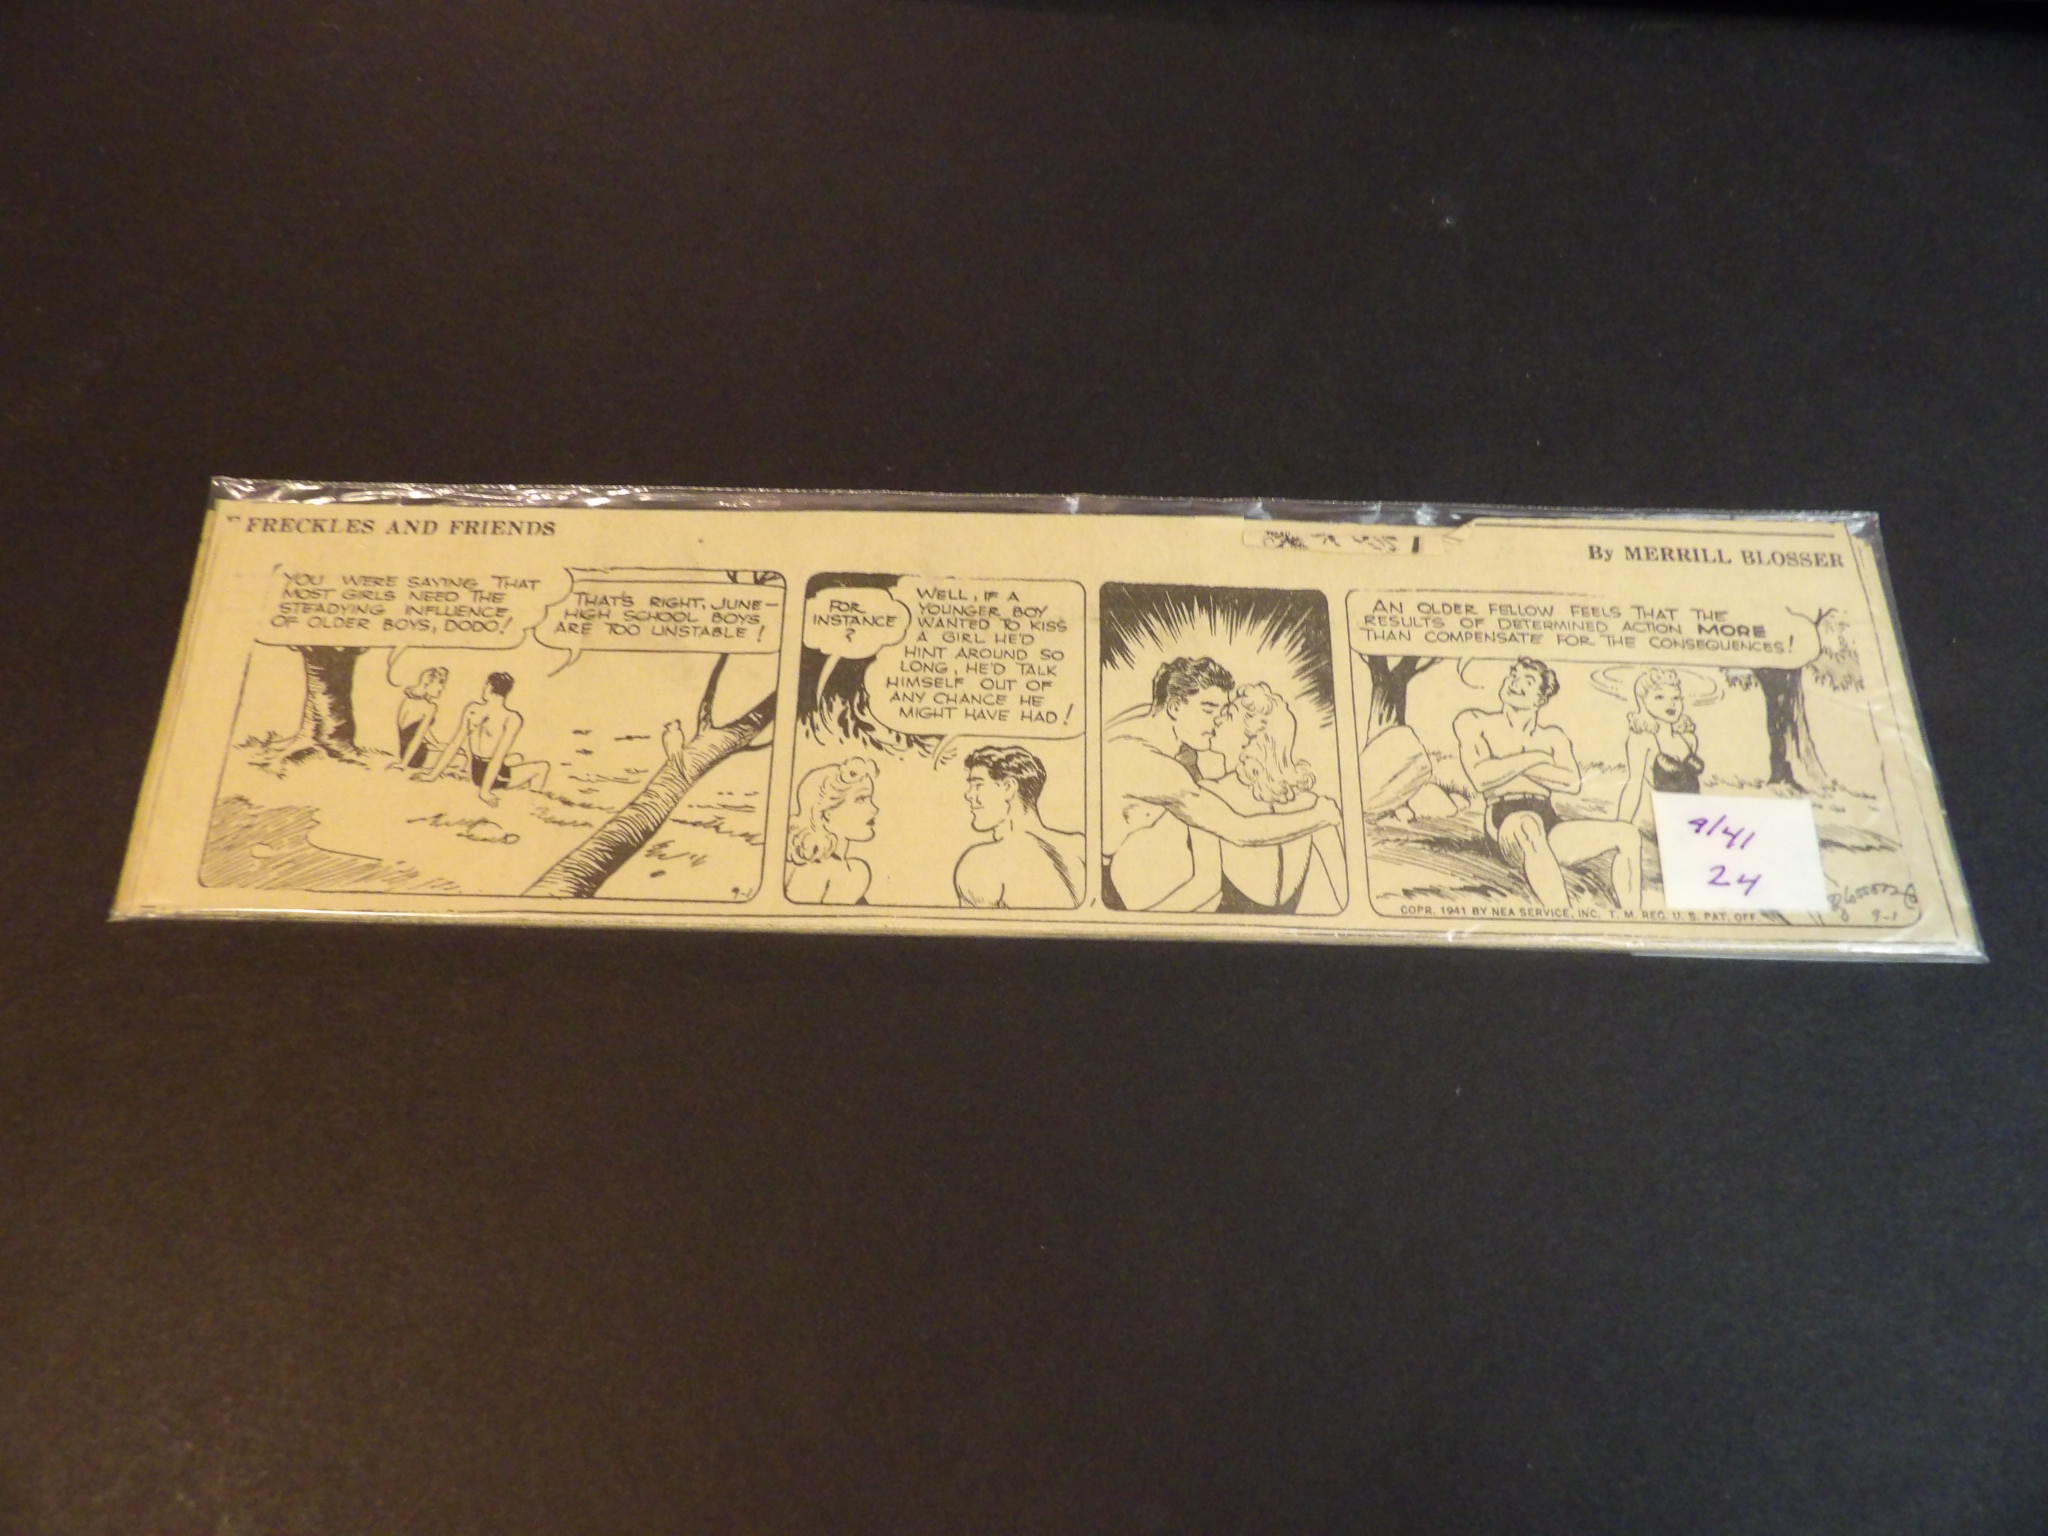 FRECKLES AND FRIENDS
By MERRILL BLOSSER
YOU WERE SAYING THAT
MOST GIRLS NEED THE
STEADYING INFLUENCE
OF OLDER BOYS, DODO!
THAT'S RIGHT, JUNE—
HIGH SCHOOL BOYS
ARE TOO UNSTABLE!
9-1
FOR
INSTANCE
?
WELL, IF A
YOUNGER BOY
WANTED TO KISS
A GIRL HE'D
HINT AROUND SO
LONG, HE'D TALK
HIMSELF OUT OF
ANY CHANCE HE
MIGHT HAVE HAD!
AN OLDER FELLOW FEELS THAT THE
RESULTS OF DETERMINED ACTION MORE
THAN COMPENSATE FOR THE CONSEQUENCES!
9/41
24
COPR. 1941 BY NEA SERVICE, INC. T. M. REG. U. S. PAT. OFF.
Blosser
9-1